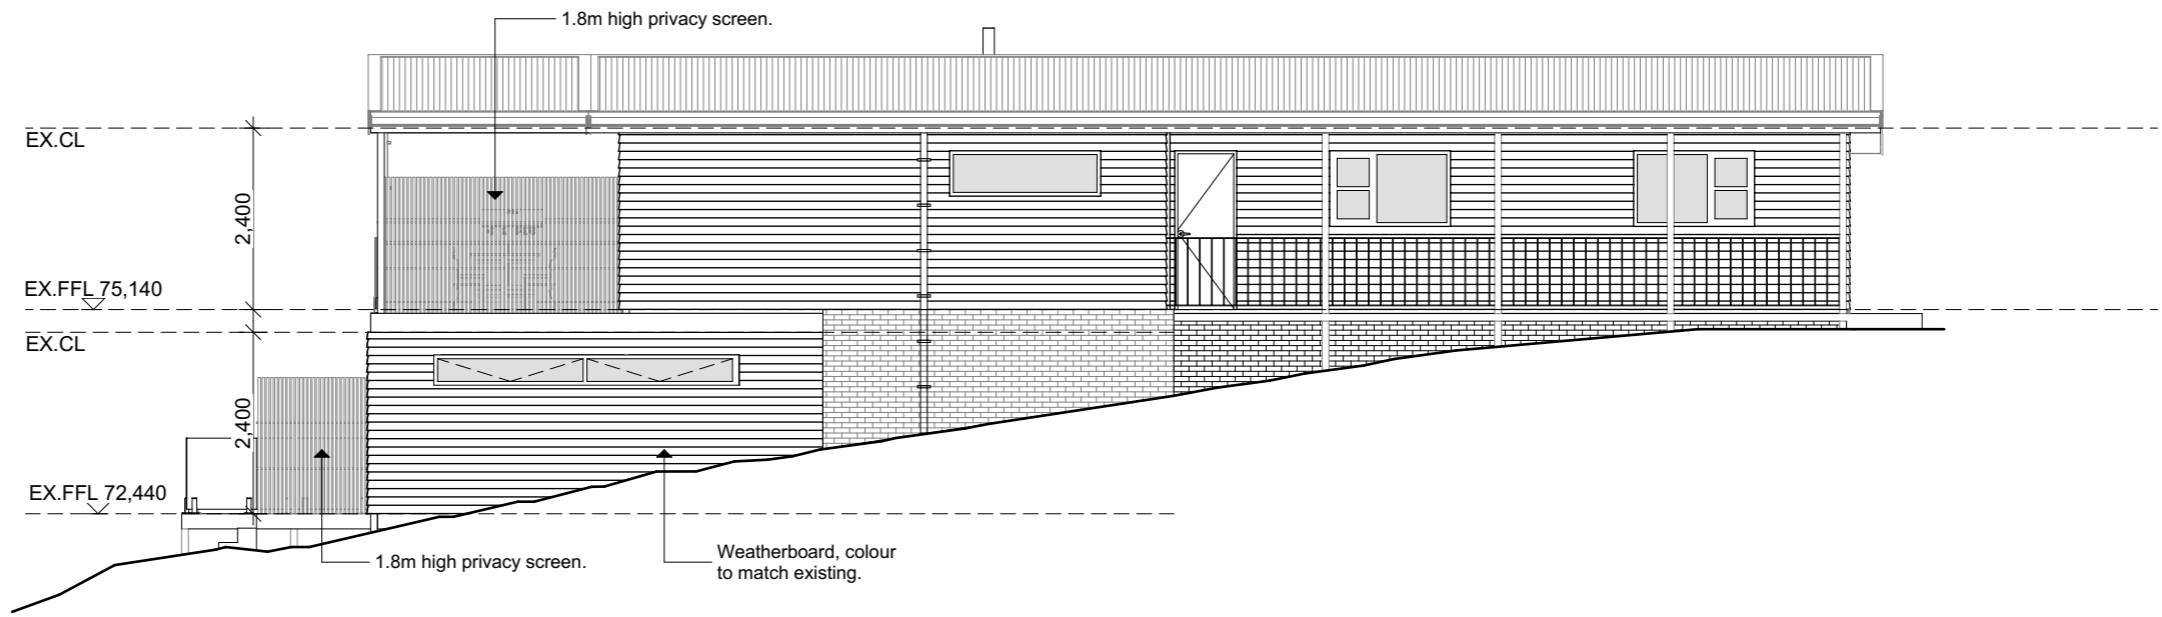 1.8m high privacy screen.
EX.CL
2,400
EX.FFL 75,140
EX.CL
2,400
EX.FFL 72,440
1.8m high privacy screen.
Weatherboard, colour
to match existing.